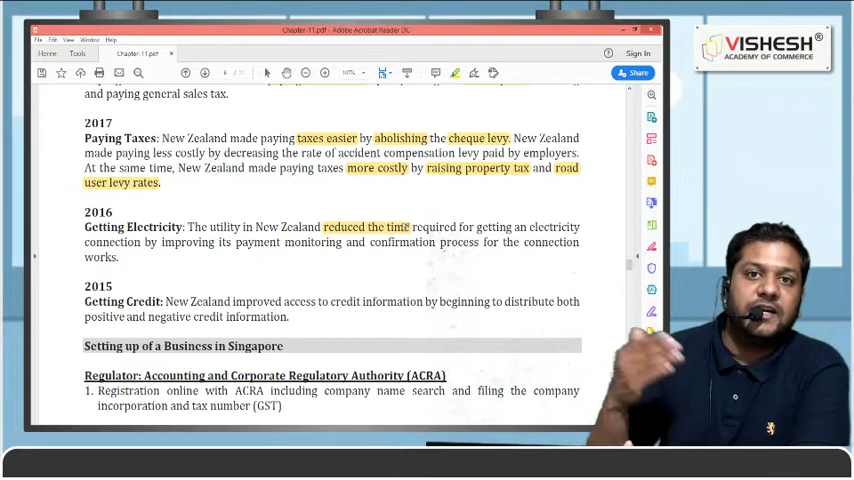 Chapter-11.pdf - Adobe Acrobat Reader DC
File Edit View Window Help
Home Tools Chapter-11.pdf × Sign In
6 / 11 147% Share
and paying general sales tax.
2017
Paying Taxes: New Zealand made paying taxes easier by abolishing the cheque levy. New Zealand
made paying less costly by decreasing the rate of accident compensation levy paid by employers.
At the same time, New Zealand made paying taxes more costly by raising property tax and road
user levy rates.
2016
Getting Electricity: The utility in New Zealand reduced the time required for getting an electricity
connection by improving its payment monitoring and confirmation process for the connection
works.
2015
Getting Credit: New Zealand improved access to credit information by beginning to distribute both
positive and negative credit information.
Setting up of a Business in Singapore
Regulator: Accounting and Corporate Regulatory Authority (ACRA)
1. Registration online with ACRA including company name search and filing the company
incorporation and tax number (GST)
VISHESH®
ACADEMY OF COMMERCE